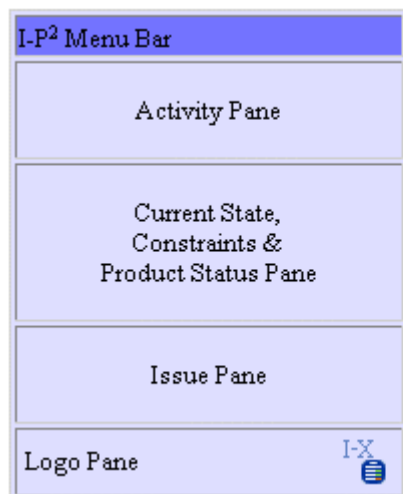 I-P² Menu Bar
Activity Pane
Current State,
Constraints &
Product Status Pane
Issue Pane
Logo Pane
I-X